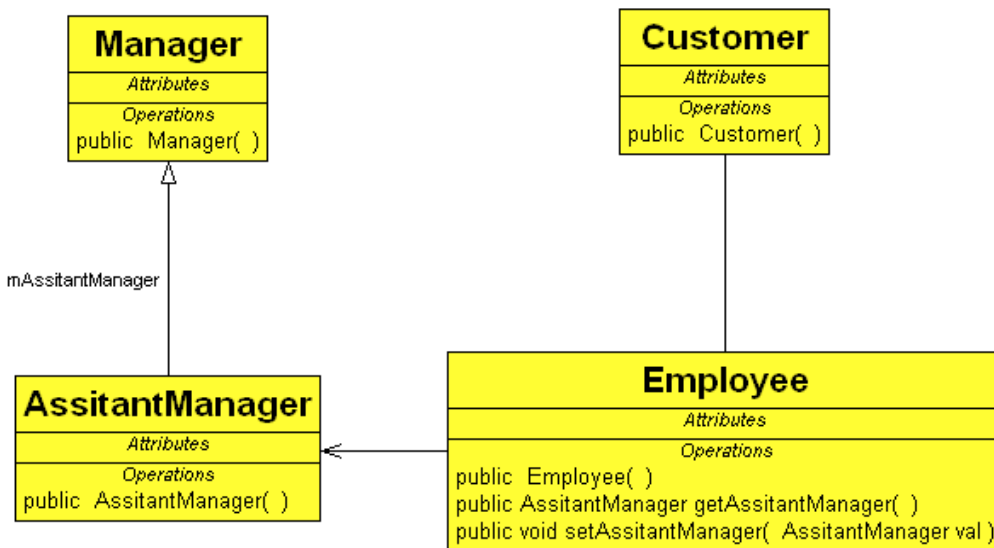 Manager
Attributes
Operations
public Manager( )
Customer
Attributes
Operations
public Customer( )
mAssitantManager
AssitantManager
Attributes
Operations
public AssitantManager( )
Employee
Attributes
Operations
public Employee( )
public AssitantManager getAssitantManager( )
public void setAssitantManager( AssitantManager val )